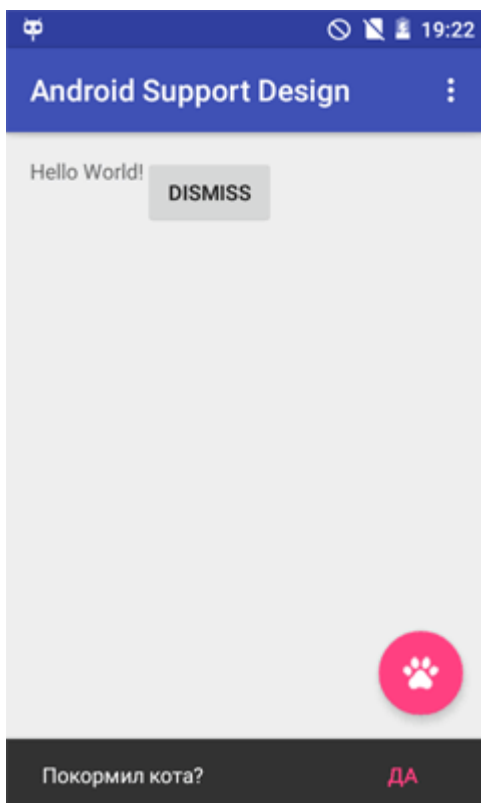 19:22
Android Support Design
Hello World!
DISMISS
Покормил кота?
ДА